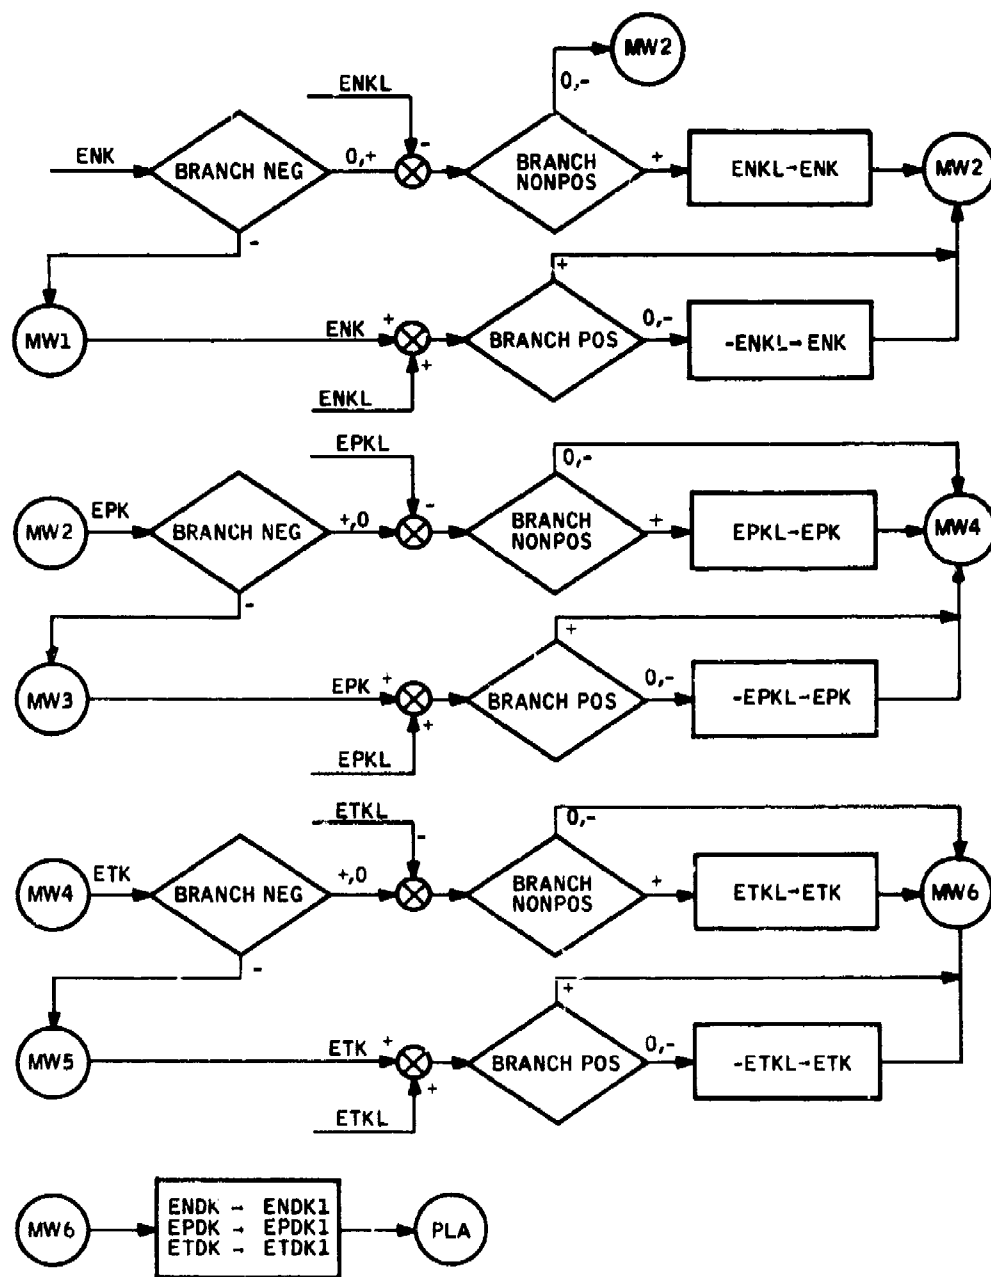 MW2
0,-
ENKL
-
ENK
BRANCH NEG
0,+
BRANCH
NONPOS
+
ENKL→ENK
MW2
-
+
MW1
ENK
+
BRANCH POS
0,-
-ENKL→ENK
+
ENKL
EPKL
0,-
-
MW2
EPK
BRANCH NEG
+,0
BRANCH
NONPOS
+
EPKL→EPK
MW4
-
+
MW3
EPK
+
BRANCH POS
0,-
-EPKL→EPK
+
EPKL
ETKL
0,-
-
MW4
ETK
BRANCH NEG
+,0
BRANCH
NONPOS
+
ETKL→ETK
MW6
-
+
MW5
ETK
+
BRANCH POS
0,-
-ETKL→ETK
+
ETKL
MW6
ENDK → ENDK1
EPDK → EPDK1
ETDK → ETDK1
PLA